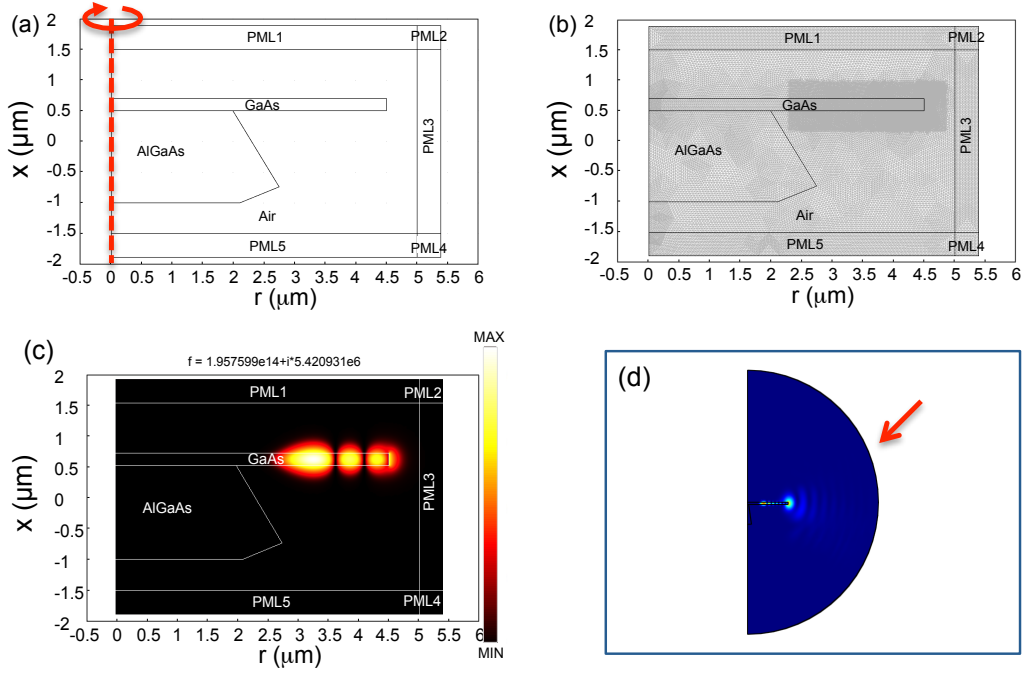 (a)
2
1.5
1
0.5
0
-0.5
-1
-1.5
-2
x (μm)
PML1
PML2
GaAs
AlGaAs
PML3
Air
PML5
PML4
-0.5 0 0.5 1 1.5 2 2.5 3 3.5 4 4.5 5 5.5 6
r (μm)
(b)
2
1.5
1
0.5
0
-0.5
-1
-1.5
-2
x (μm)
PML1
PML2
GaAs
AlGaAs
PML3
Air
PML5
PML4
-0.5 0 0.5 1 1.5 2 2.5 3 3.5 4 4.5 5 5.5 6
r (μm)
(c)
f = 1.957599e14+i*5.420931e6
MAX
2
1.5
1
0.5
0
-0.5
-1
-1.5
-2
x (μm)
PML1
PML2
GaAs
AlGaAs
PML3
PML5
PML4
-0.5 0 0.5 1 1.5 2 2.5 3 3.5 4 4.5 5 5.5 6
MIN
r (μm)
(d)